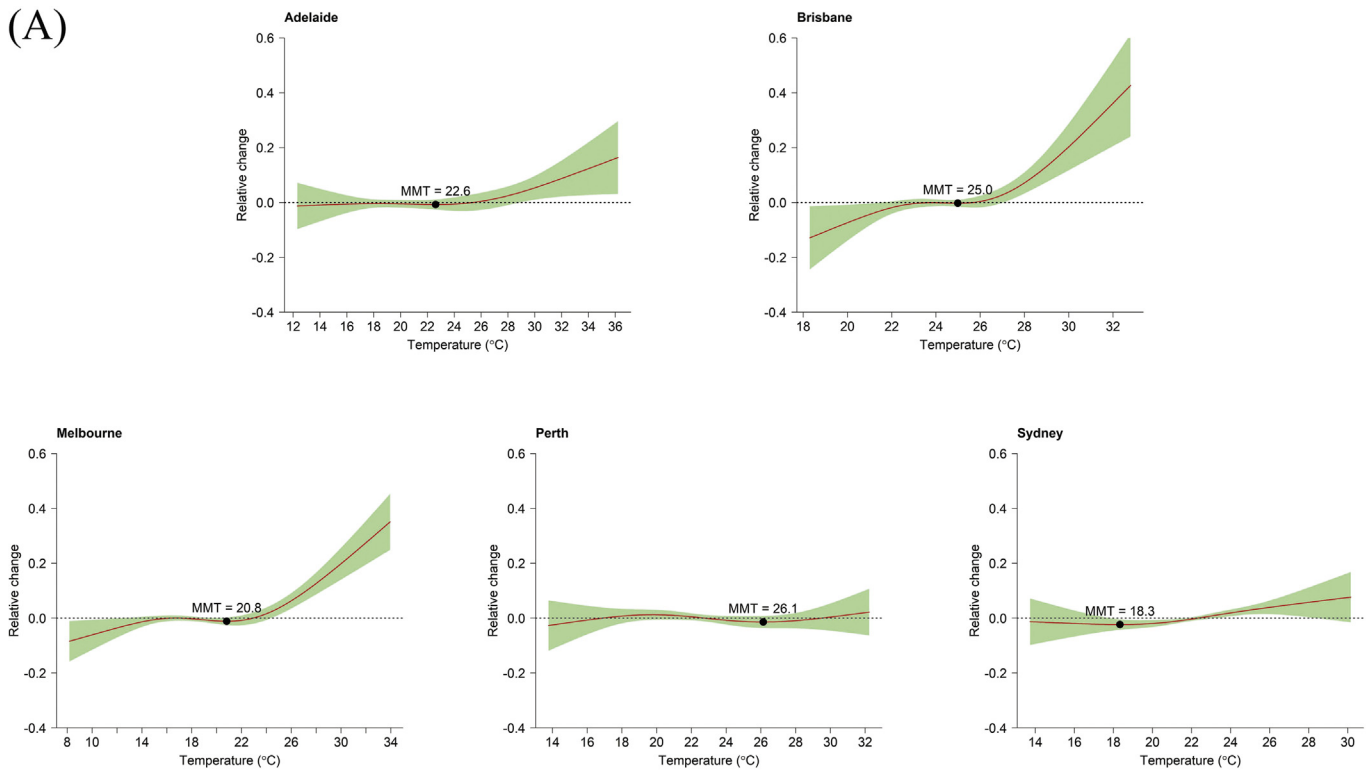 (A)
Adelaide
0.6
0.4
0.2
0.0
-0.2
-0.4
Relative change
MMT = 22.6
12 14 16 18 20 22 24 26 28 30 32 34 36
Temperature (°C)
Brisbane
0.6
0.4
0.2
0.0
-0.2
-0.4
Relative change
MMT = 25.0
18 20 22 24 26 28 30 32
Temperature (°C)
Melbourne
0.6
0.4
0.2
0.0
-0.2
-0.4
Relative change
MMT = 20.8
8 10 14 18 22 26 30 34
Temperature (°C)
Perth
0.6
0.4
0.2
0.0
-0.2
-0.4
Relative change
MMT = 26.1
14 16 18 20 22 24 26 28 30 32
Temperature (°C)
Sydney
0.6
0.4
0.2
0.0
-0.2
-0.4
Relative change
MMT = 18.3
14 16 18 20 22 24 26 28 30
Temperature (°C)